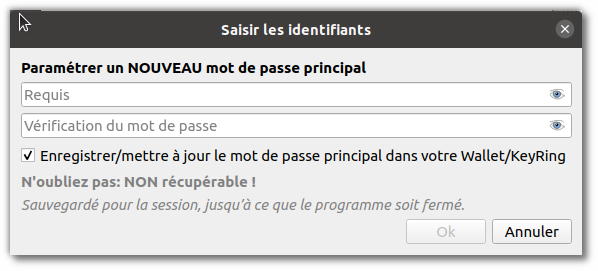 Saisir les identifiants
Paramétrer un NOUVEAU mot de passe principal
Requis
Vérification du mot de passe
Enregistrer/mettre à jour le mot de passe principal dans votre Wallet/KeyRing
N'oubliez pas: NON récupérable !
Sauvegardé pour la session, jusqu'à ce que le programme soit fermé.
Ok Annuler